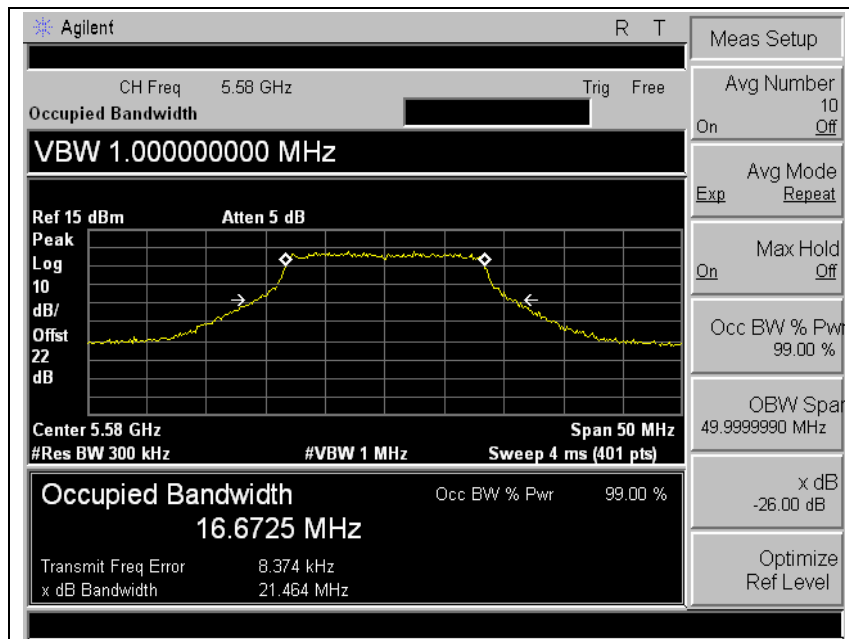 Agilent R T
CH Freq 5.58 GHz Trig Free
Occupied Bandwidth
VBW 1.000000000 MHz
Ref 15 dBm Atten 5 dB
Peak
Log
10
dB/
Offst
22
dB
Center 5.58 GHz Span 50 MHz
#Res BW 300 kHz #VBW 1 MHz Sweep 4 ms (401 pts)
Occupied Bandwidth Occ BW % Pwr 99.00 %
16.6725 MHz
Transmit Freq Error 8.374 kHz
x dB Bandwidth 21.464 MHz
Meas Setup
Avg Number
10
On Off
Avg Mode
Exp Repeat
Max Hold
On Off
Occ BW % Pwr
99.00 %
OBW Span
49.9999990 MHz
x dB
-26.00 dB
Optimize
Ref Level